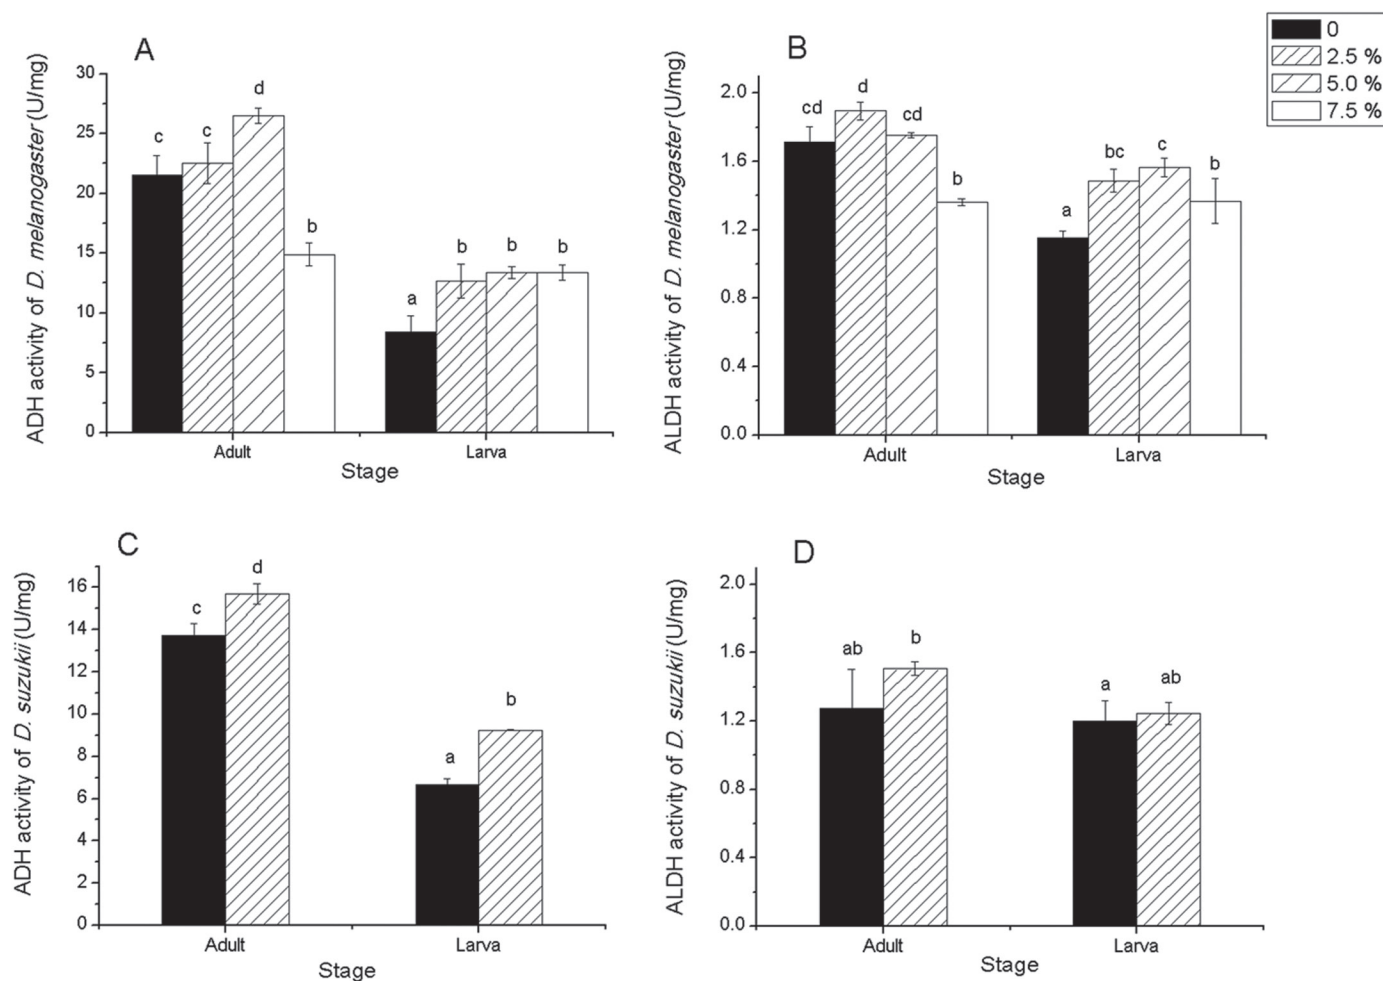 A
B
0
2.5 %
5.0 %
7.5 %
ADH activity of D. melanogaster (U/mg)
30
25
20
15
10
5
0
c
c
d
b
a
b
b
b
Adult
Larva
Stage
ALDH activity of D. melanogaster (U/mg)
2.0
1.6
1.2
0.8
0.4
0.0
cd
d
cd
b
a
bc
c
b
Adult
Larva
Stage
C
D
ADH activity of D. suzukii (U/mg)
16
14
12
10
8
6
4
2
0
c
d
a
b
Adult
Larva
Stage
ALDH activity of D. suzukii (U/mg)
2.0
1.6
1.2
0.8
0.4
0.0
ab
b
a
ab
Adult
Larva
Stage